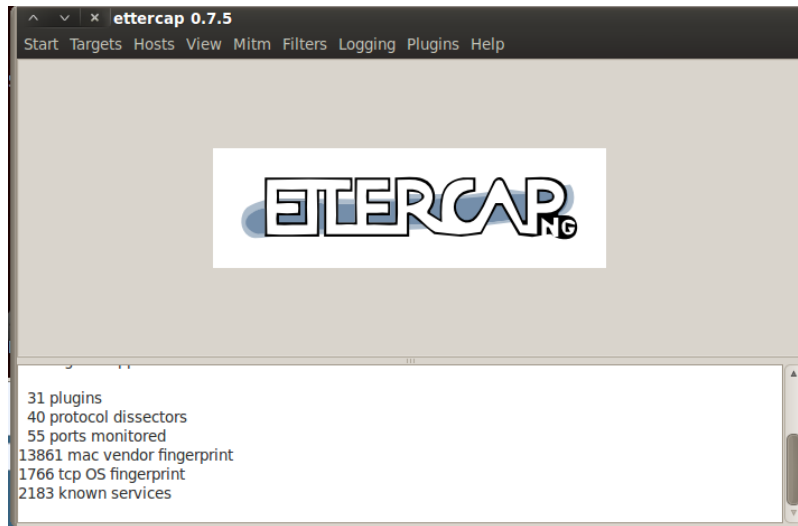 ettercap 0.7.5
Start Targets Hosts View Mitm Filters Logging Plugins Help
ETTERCAP
NG
31 plugins
40 protocol dissectors
55 ports monitored
13861 mac vendor fingerprint
1766 tcp OS fingerprint
2183 known services